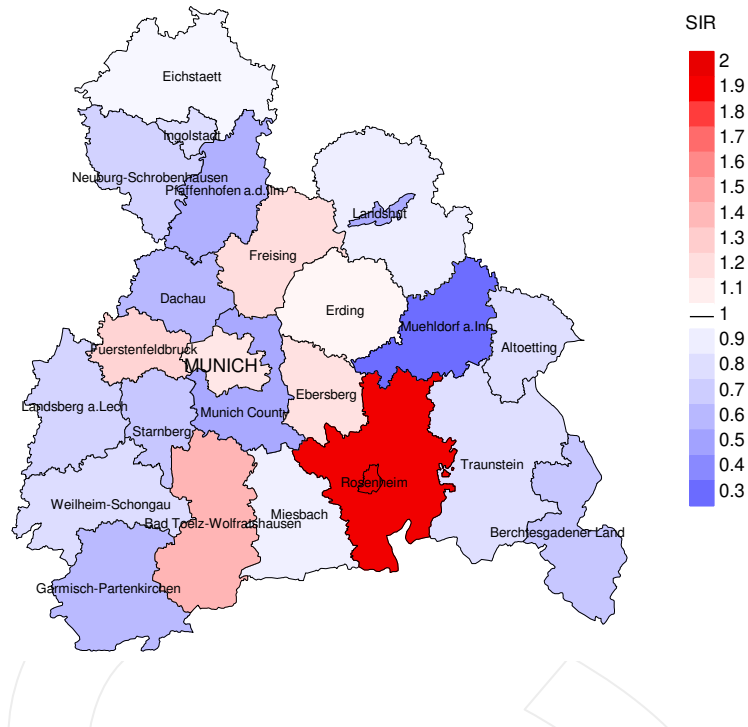 SIR
2
1.9
1.8
1.7
1.6
1.5
1.4
1.3
1.2
1.1
1
0.9
0.8
0.7
0.6
0.5
0.4
0.3
Eichstaett
Ingolstadt
Neuburg-Schrobenhausen
Pfaffenhofen a.d.Ilm
Landshut
Freising
Dachau
Erding
Muehldorf a.Inn
Altoetting
Fuerstenfeldbruck
MUNICH
Ebersberg
Landsberg a.Lech
Munich County
Starnberg
Traunstein
Rosenheim
Weilheim-Schongau
Miesbach
Bad Toelz-Wolfratshausen
Berchtesgadener Land
Garmisch-Partenkirchen